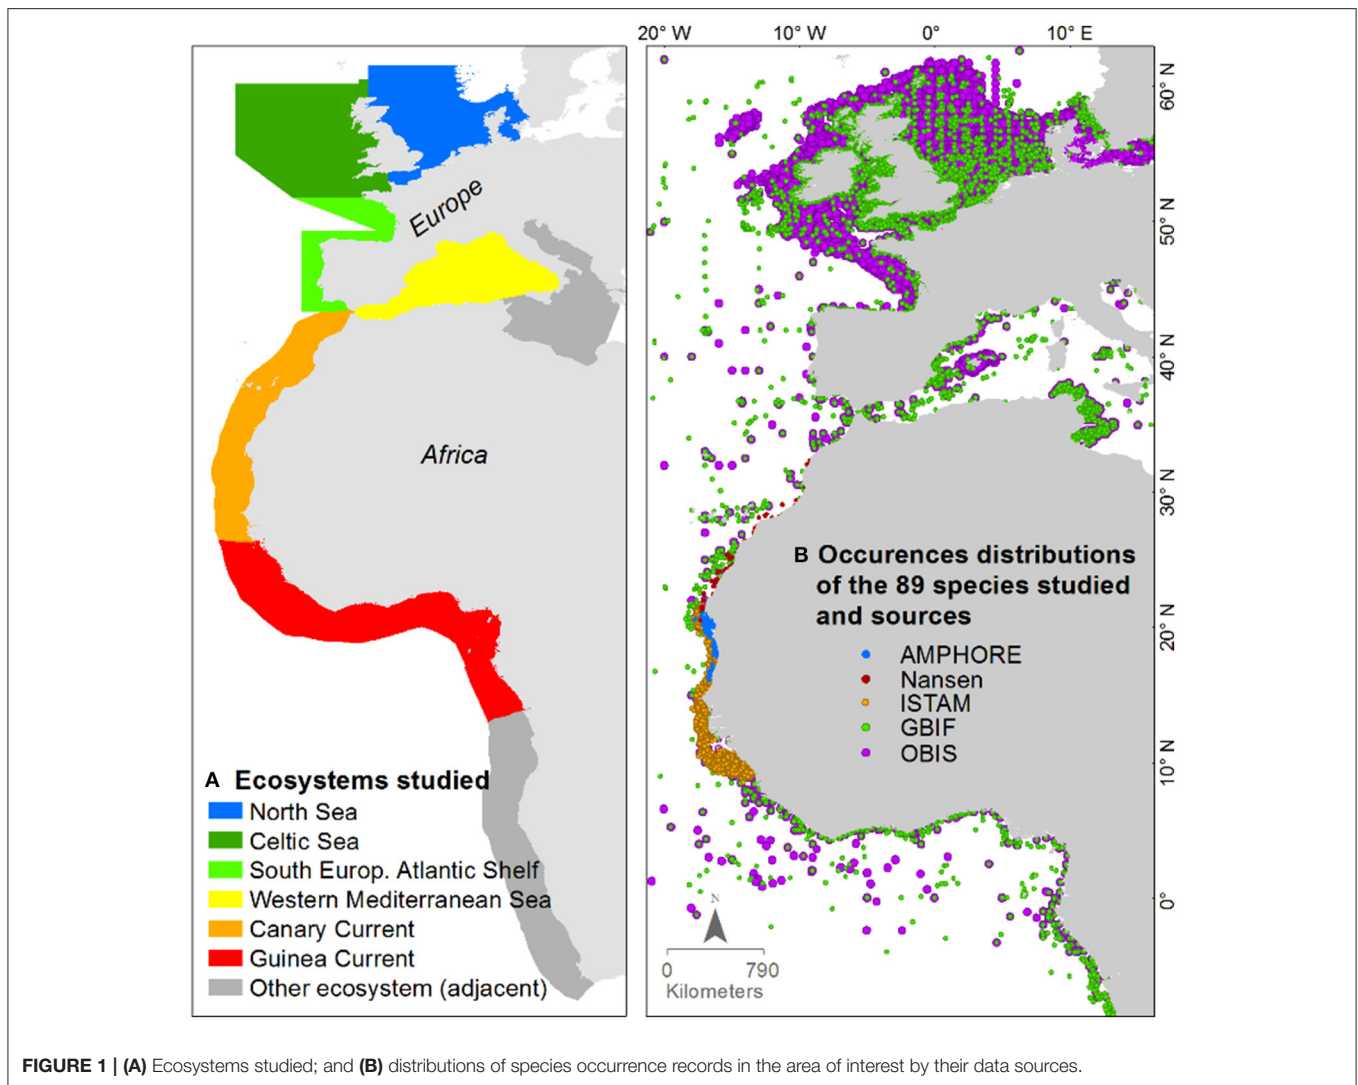 20° W 10° W 0° 10° E
60° N
50° N
40° N
30° N
20° N
10° N
0°
Europe
Africa
A Ecosystems studied
North Sea
Celtic Sea
South Europ. Atlantic Shelf
Western Mediterranean Sea
Canary Current
Guinea Current
Other ecosystem (adjacent)
B Occurences distributions
of the 89 species studied
and sources
AMPHORE
Nansen
ISTAM
GBIF
OBIS
N
0 790
Kilometers
FIGURE 1 | (A) Ecosystems studied; and (B) distributions of species occurrence records in the area of interest by their data sources.